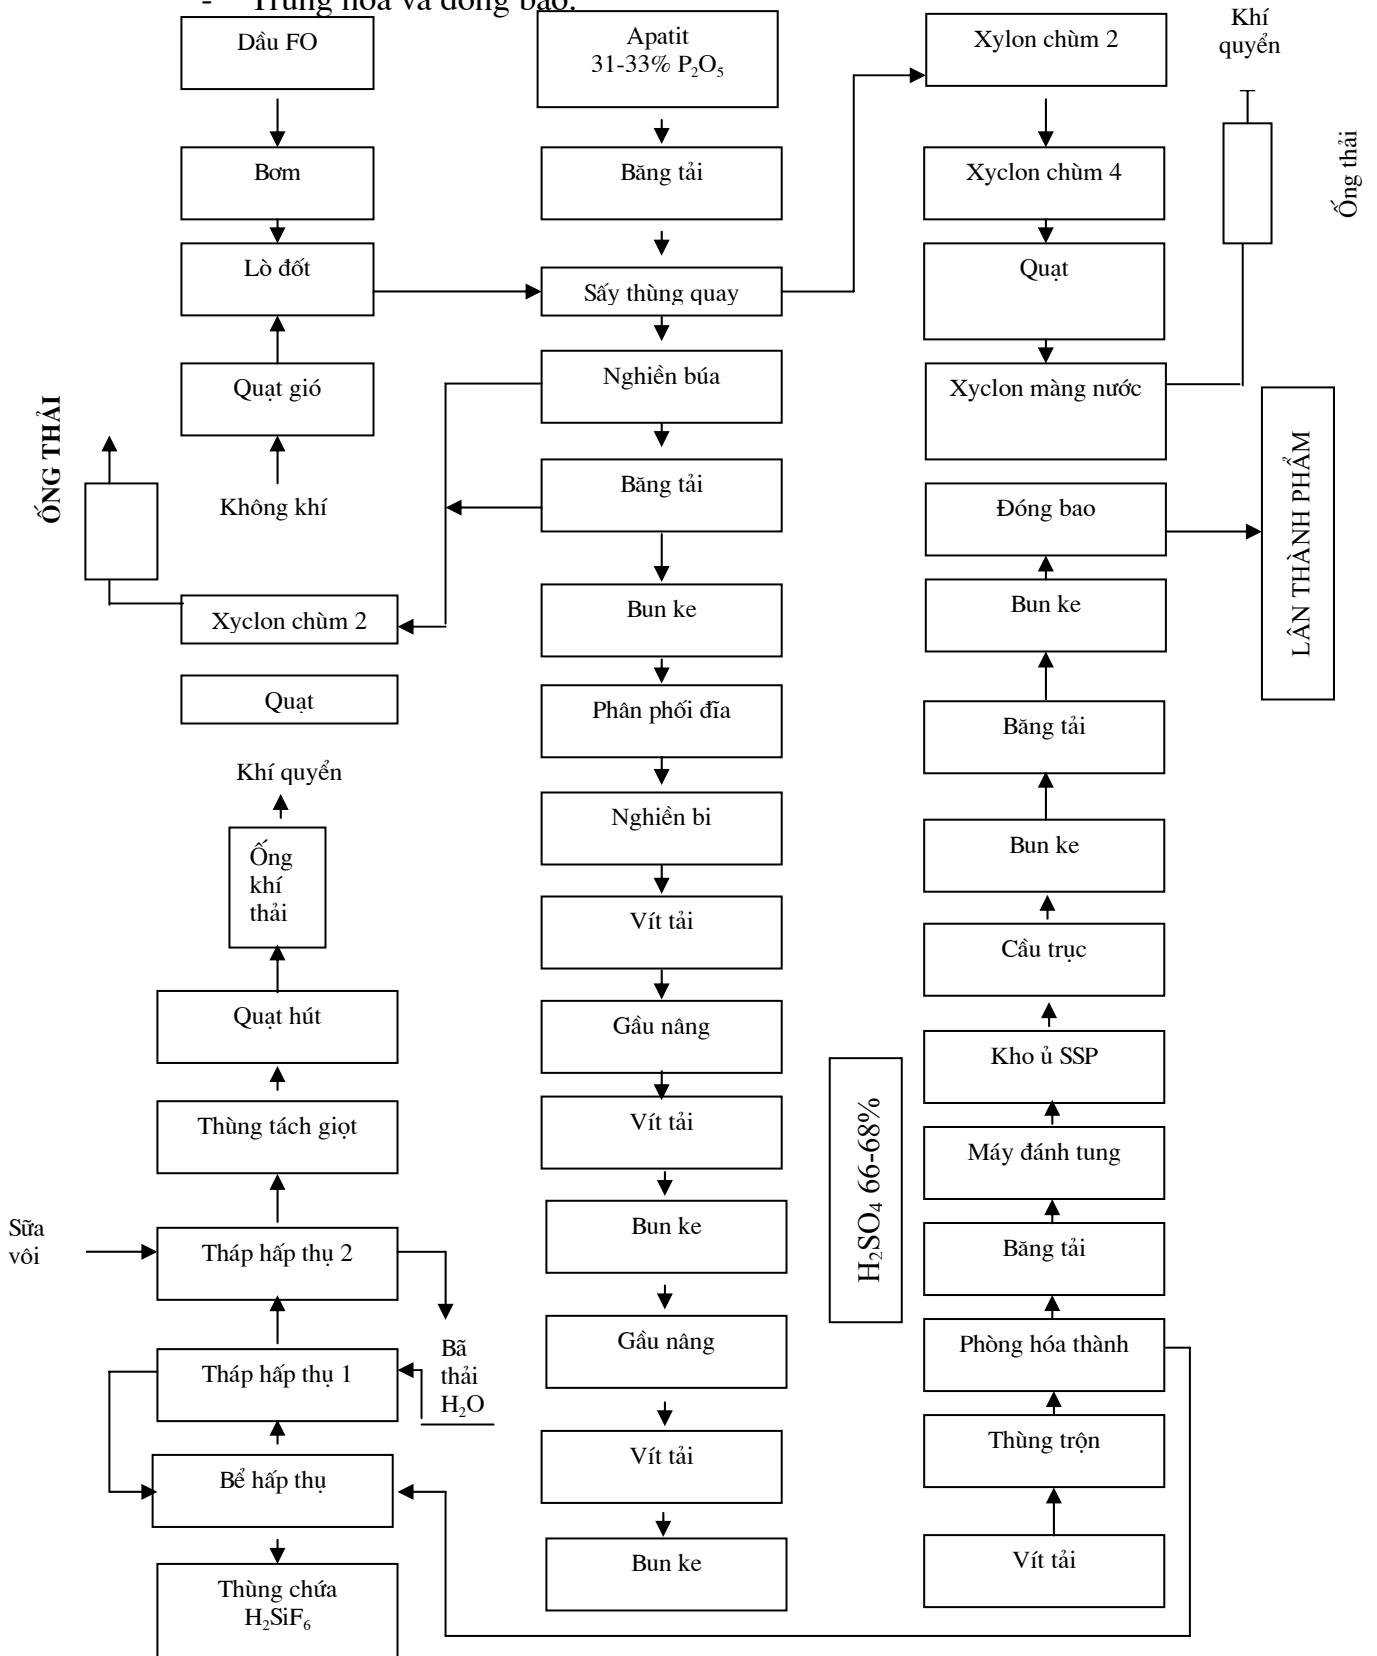 - Trung hòa và đóng bao.
Dầu FO
Bơm
Lò đốt
Quạt gió
Không khí
ỐNG THẢI
Xyclon chùm 2
Quạt
Khí quyển
Ống
khí
thải
Quạt hút
Thùng tách giọt
Sữa
vôi
Tháp hấp thụ 2
Tháp hấp thụ 1
Bã
thải
H₂O
Bể hấp thụ
Thùng chứa
H₂SiF₆
Apatit
31-33% P₂O₅
Băng tải
Sấy thùng quay
Nghiền búa
Băng tải
Bun ke
Phân phối đĩa
Nghiền bi
Vít tải
Gầu nâng
Vít tải
Bun ke
Gầu nâng
Vít tải
Bun ke
H₂SO₄ 66-68%
Xylon chùm 2
Xyclon chùm 4
Quạt
Xyclon màng nước
Khí
quyển
Ống thải
Đóng bao
LÂN THÀNH PHẨM
Bun ke
Băng tải
Bun ke
Cầu trục
Kho ủ SSP
Máy đánh tung
Băng tải
Phòng hóa thành
Thùng trộn
Vít tải